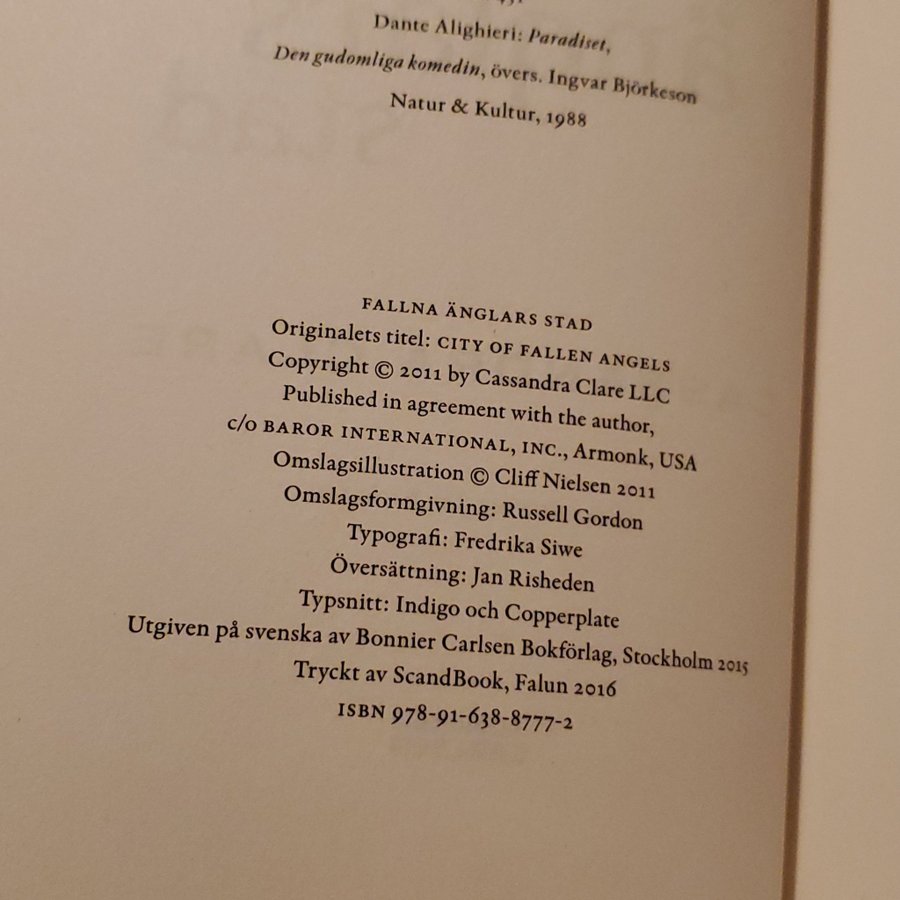 Dante Alighieri: Paradiset,
Den gudomliga komedin, övers. Ingvar Björkeson
Natur & Kultur, 1988
FALLNA ÄNGLARS STAD
Originalets titel: CITY OF FALLEN ANGELS
Copyright © 2011 by Cassandra Clare LLC
Published in agreement with the author,
c/o BAROR INTERNATIONAL, INC., Armonk, USA
Omslagsillustration © Cliff Nielsen 2011
Omslagsformgivning: Russell Gordon
Typografi: Fredrika Siwe
Översättning: Jan Risheden
Typsnitt: Indigo och Copperplate
Utgiven på svenska av Bonnier Carlsen Bokförlag, Stockholm 2015
Tryckt av ScandBook, Falun 2016
ISBN 978-91-638-8777-2